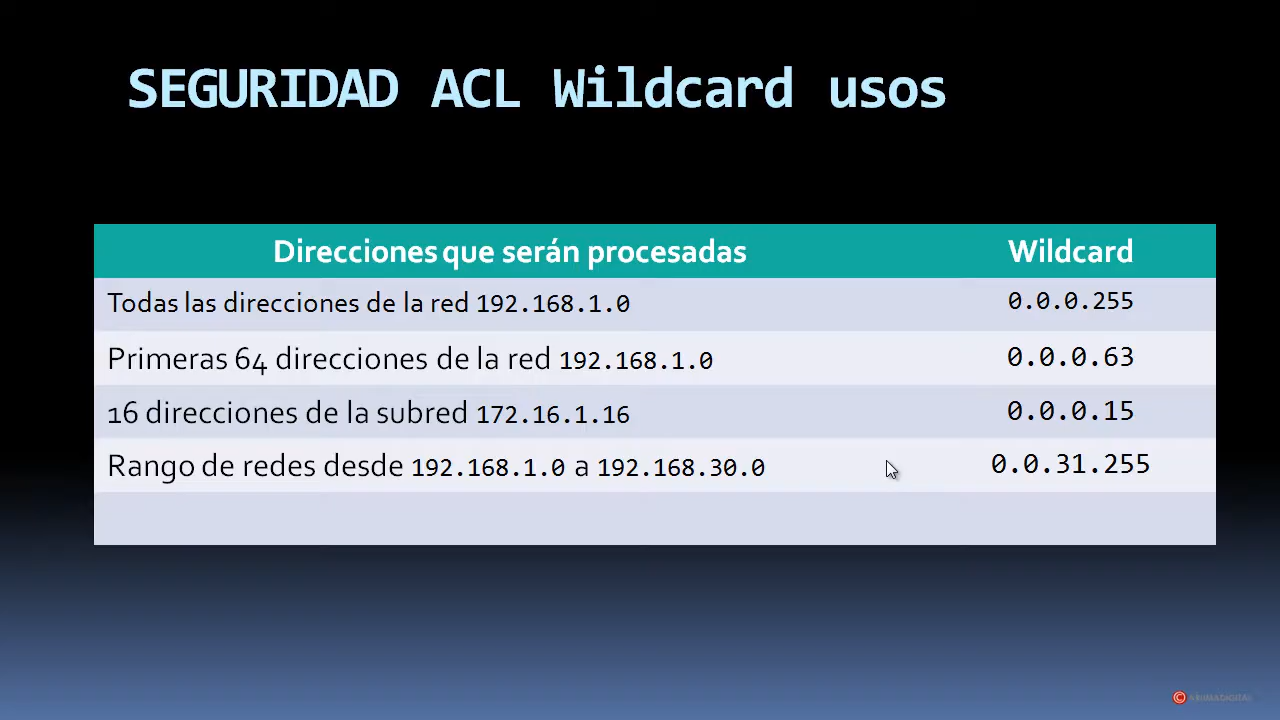 SEGURIDAD ACL Wildcard usos
Direcciones que serán procesadas Wildcard
Todas las direcciones de la red 192.168.1.0 0.0.0.255
Primeras 64 direcciones de la red 192.168.1.0 0.0.0.63
16 direcciones de la subred 172.16.1.16 0.0.0.15
Rango de redes desde 192.168.1.0 a 192.168.30.0 0.0.31.255